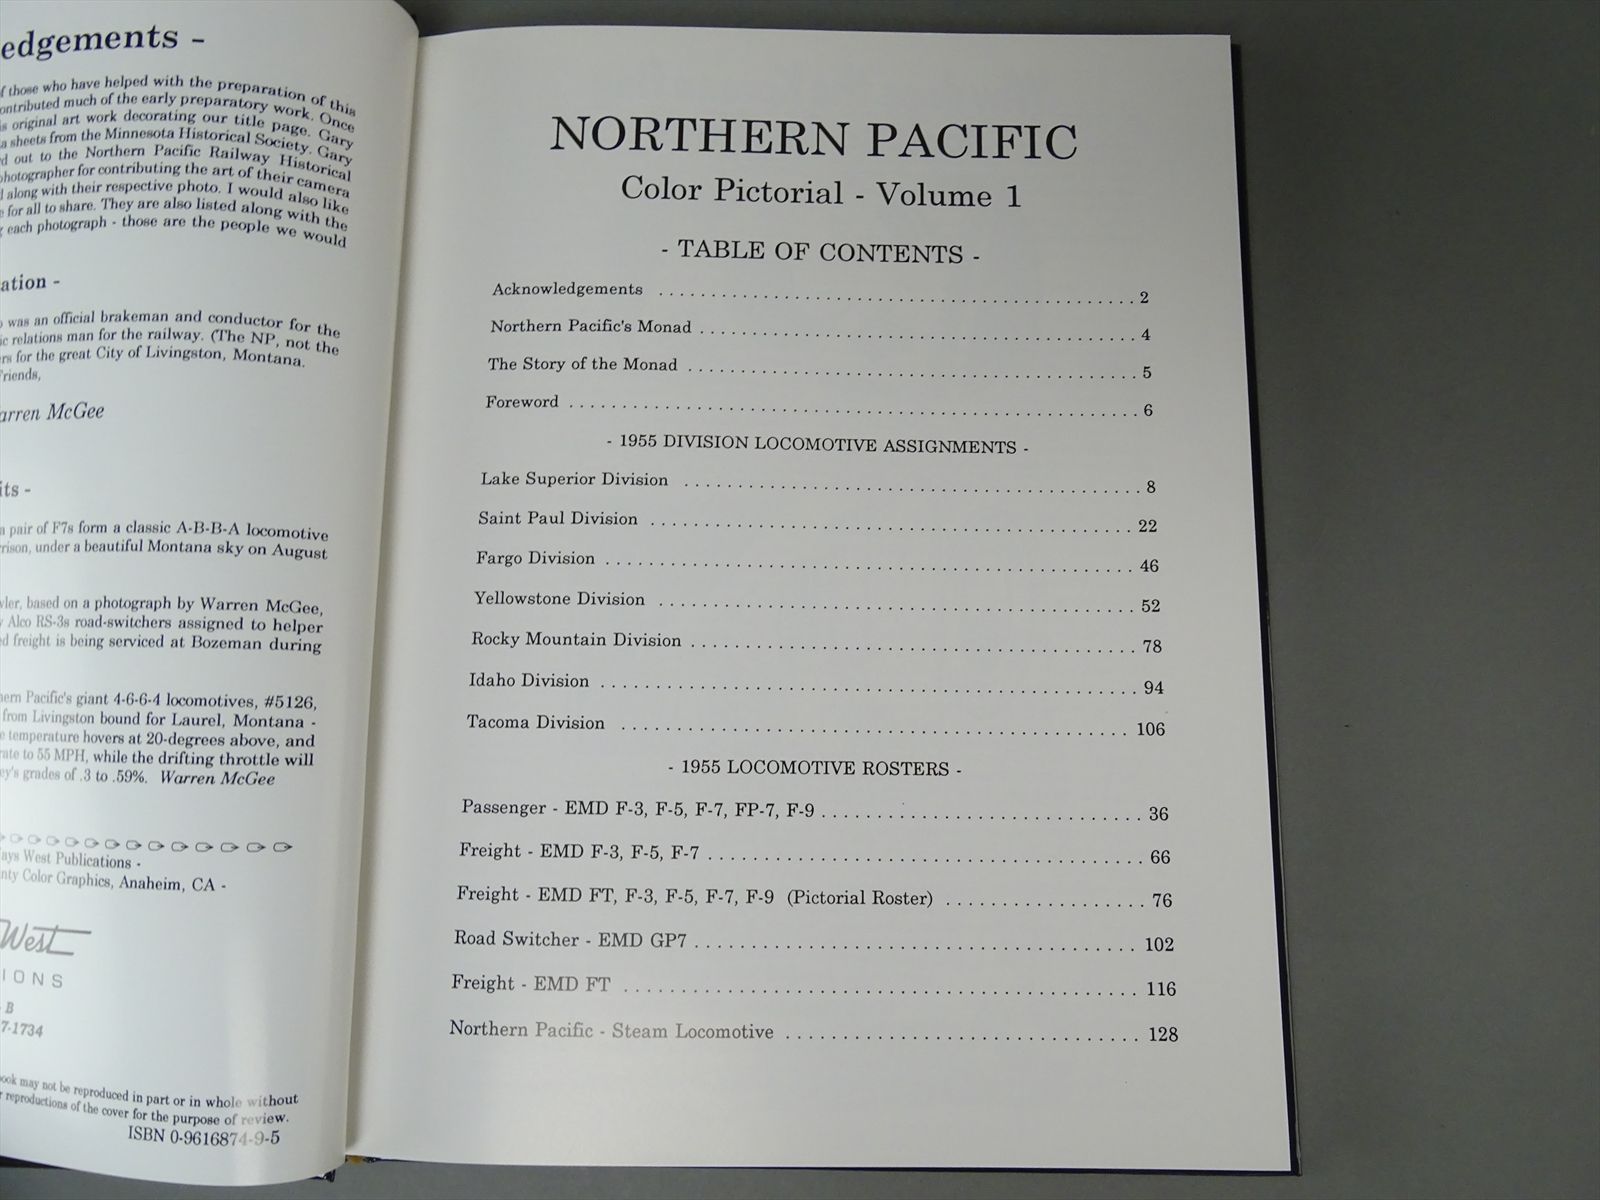 edgements -
f those who have helped with the preparation of this
ontributed much of the early preparatory work. Once
s original art work decorating our title page. Gary
a sheets from the Minnesota Historical Society. Gary
d out to the Northern Pacific Railway Historical
photographer for contributing the art of their camera
l along with their respective photo. I would also like
e for all to share. They are also listed along with the
g each photograph - those are the people we would
ation -
o was an official brakeman and conductor for the
ic relations man for the railway. (The NP, not the
ers for the great City of Livingston, Montana.
Friends,
arren McGee
its -
a pair of F7s form a classic A-B-B-A locomotive
rrison, under a beautiful Montana sky on August
wler, based on a photograph by Warren McGee,
y Alco RS-3s road-switchers assigned to helper
ed freight is being serviced at Bozeman during
hern Pacific's giant 4-6-6-4 locomotives, #5126,
from Livingston bound for Laurel, Montana -
e temperature hovers at 20-degrees above, and
rate to 55 MPH, while the drifting throttle will
ey's grades of .3 to .59%. Warren McGee
ays West Publications -
nty Color Graphics, Anaheim, CA -
West
IONS
- B
7-1734
book may not be reproduced in part or in whole without
r reproductions of the cover for the purpose of review.
ISBN 0-9616874-9-5
NORTHERN PACIFIC
Color Pictorial - Volume 1
- TABLE OF CONTENTS -
Acknowledgements . . . . . . . . . . 2
Northern Pacific's Monad . . . . . . . . . . 4
The Story of the Monad . . . . . . . . . . 5
Foreword . . . . . . . . . . 6
- 1955 DIVISION LOCOMOTIVE ASSIGNMENTS -
Lake Superior Division . . . . . . . . . . 8
Saint Paul Division . . . . . . . . . . 22
Fargo Division . . . . . . . . . . 46
Yellowstone Division . . . . . . . . . . 52
Rocky Mountain Division . . . . . . . . . . 78
Idaho Division . . . . . . . . . . 94
Tacoma Division . . . . . . . . . . 106
- 1955 LOCOMOTIVE ROSTERS -
Passenger - EMD F-3, F-5, F-7, FP-7, F-9 . . . . . . . . . . 36
Freight - EMD F-3, F-5, F-7 . . . . . . . . . . 66
Freight - EMD FT, F-3, F-5, F-7, F-9 (Pictorial Roster) . . . . . . . . . . 76
Road Switcher - EMD GP7 . . . . . . . . . . 102
Freight - EMD FT . . . . . . . . . . 116
Northern Pacific - Steam Locomotive . . . . . . . . . . 128